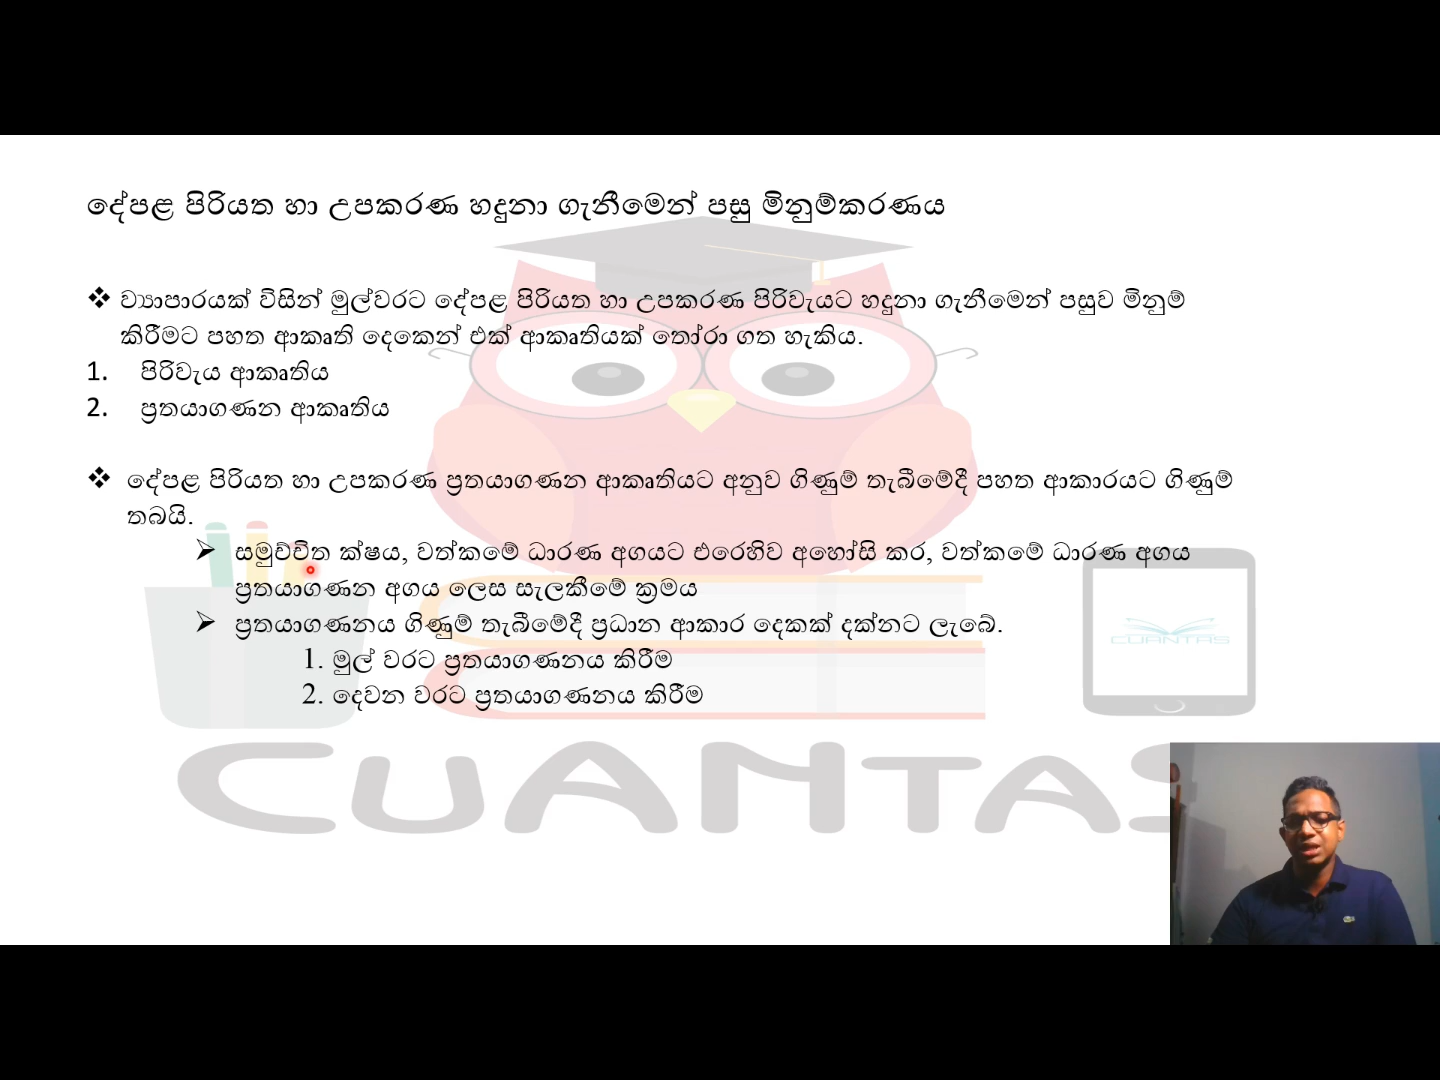 දේපළ පිරියත හා උපකරණ හදුනා ගැනීමෙන් පසු මිනුම්කරණය
❖ ව්‍යාපාරයක් විසින් මුල්වරට දේපළ පිරියත හා උපකරණ පිරිවැයට හදුනා ගැනීමෙන් පසුව මිනුම්
කිරීමට පහත ආකෘති දෙකෙන් එක් ආකෘතියක් තෝරා ගත හැකිය.
1. පිරිවැය ආකෘතිය
2. ප්‍රතයාගණන ආකෘතිය
❖ දේපළ පිරියත හා උපකරණ ප්‍රතයාගණන ආකෘතියට අනුව ගිණුම් තැබීමේදී පහත ආකාරයට ගිණුම්
තබයි.
➢ සමුච්චිත ක්ෂය, වත්කමේ ධාරණ අගයට එරෙහිව අහෝසි කර, වත්කමේ ධාරණ අගය
ප්‍රතයාගණන අගය ලෙස සැලකීමේ ක්‍රමය
➢ ප්‍රතයාගණනය ගිණුම් තැබීමේදී ප්‍රධාන ආකාර දෙකක් දක්නට ලැබේ.
1. මුල් වරට ප්‍රතයාගණනය කිරීම
2. දෙවන වරට ප්‍රතයාගණනය කිරීම
CUANTAS
CUANTAS